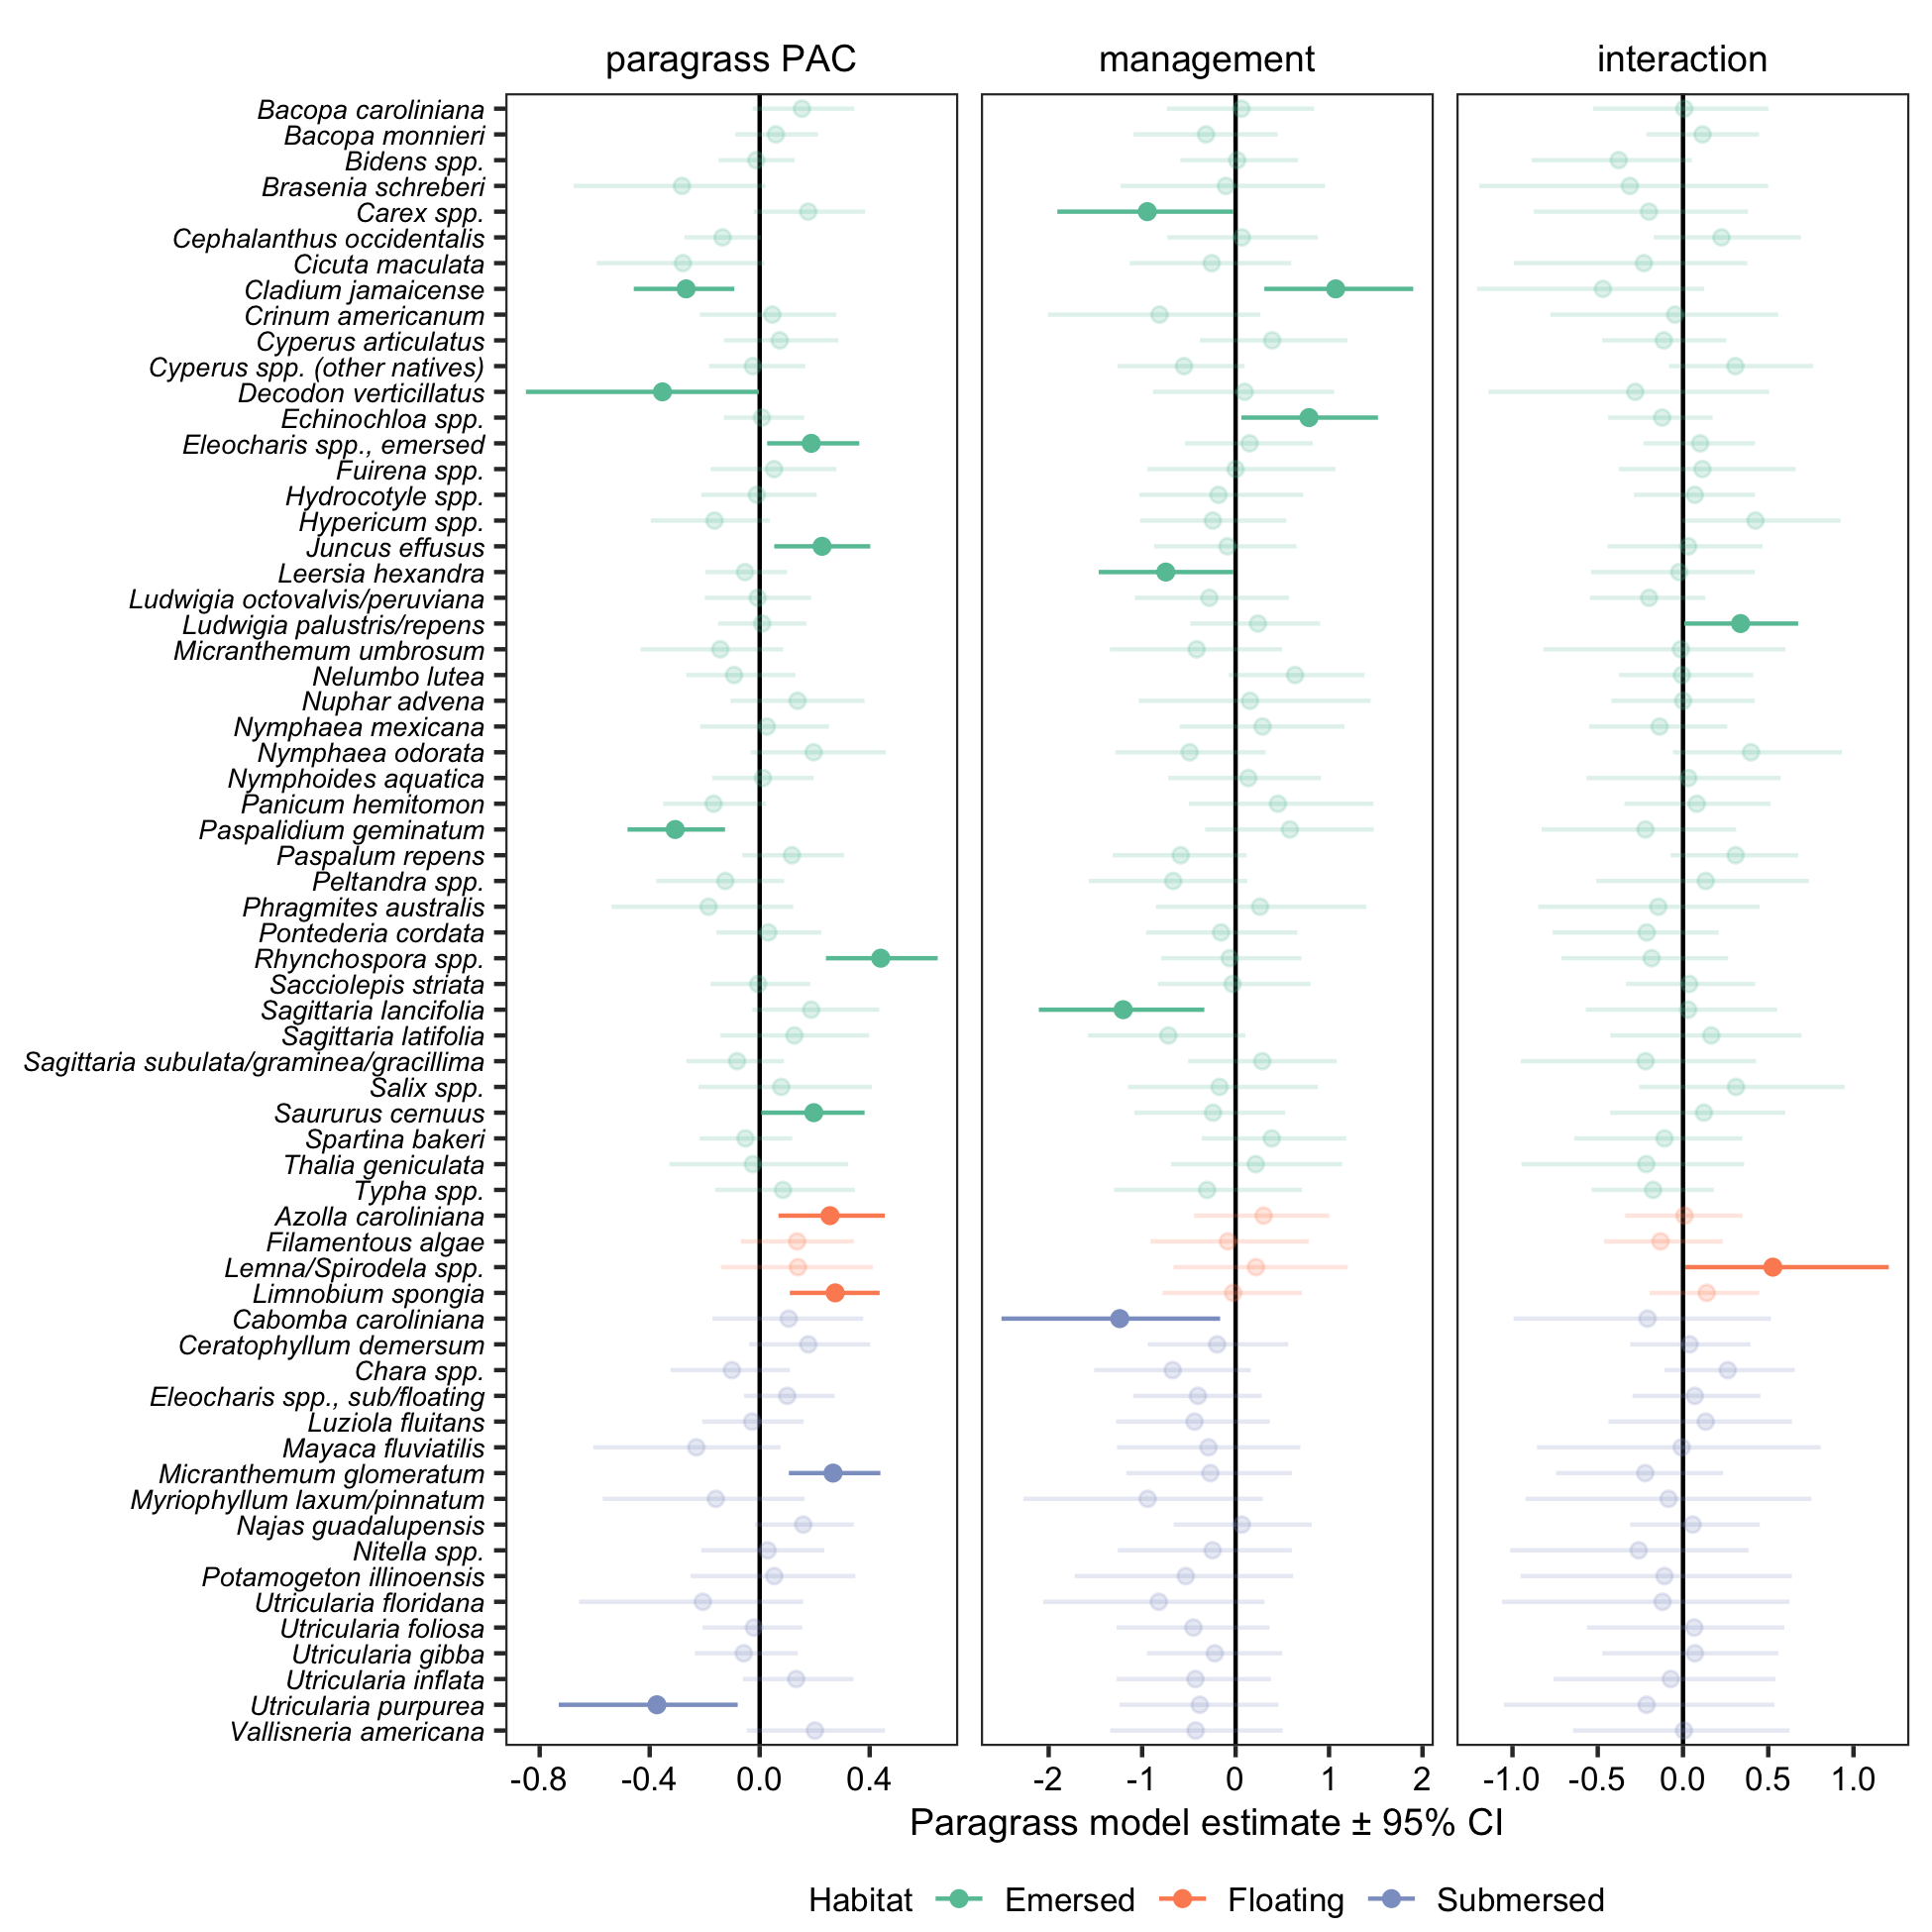 paragrass PAC management interaction
Bacopa caroliniana
Bacopa monnieri
Bidens spp.
Brasenia schreberi
Carex spp.
Cephalanthus occidentalis
Cicuta maculata
Cladium jamaicense
Crinum americanum
Cyperus articulatus
Cyperus spp. (other natives)
Decodon verticillatus
Echinochloa spp.
Eleocharis spp., emersed
Fuirena spp.
Hydrocotyle spp.
Hypericum spp.
Juncus effusus
Leersia hexandra
Ludwigia octovalvis/peruviana
Ludwigia palustris/repens
Micranthemum umbrosum
Nelumbo lutea
Nuphar advena
Nymphaea mexicana
Nymphaea odorata
Nymphoides aquatica
Panicum hemitomon
Paspalidium geminatum
Paspalum repens
Peltandra spp.
Phragmites australis
Pontederia cordata
Rhynchospora spp.
Sacciolepis striata
Sagittaria lancifolia
Sagittaria latifolia
Sagittaria subulata/graminea/gracillima
Salix spp.
Saururus cernuus
Spartina bakeri
Thalia geniculata
Typha spp.
Azolla caroliniana
Filamentous algae
Lemna/Spirodela spp.
Limnobium spongia
Cabomba caroliniana
Ceratophyllum demersum
Chara spp.
Eleocharis spp., sub/floating
Luziola fluitans
Mayaca fluviatilis
Micranthemum glomeratum
Myriophyllum laxum/pinnatum
Najas guadalupensis
Nitella spp.
Potamogeton illinoensis
Utricularia floridana
Utricularia foliosa
Utricularia gibba
Utricularia inflata
Utricularia purpurea
Vallisneria americana
-0.8 -0.4 0.0 0.4 -2 -1 0 1 2 -1.0 -0.5 0.0 0.5 1.0
Paragrass model estimate ± 95% CI
Habitat Emersed Floating Submersed